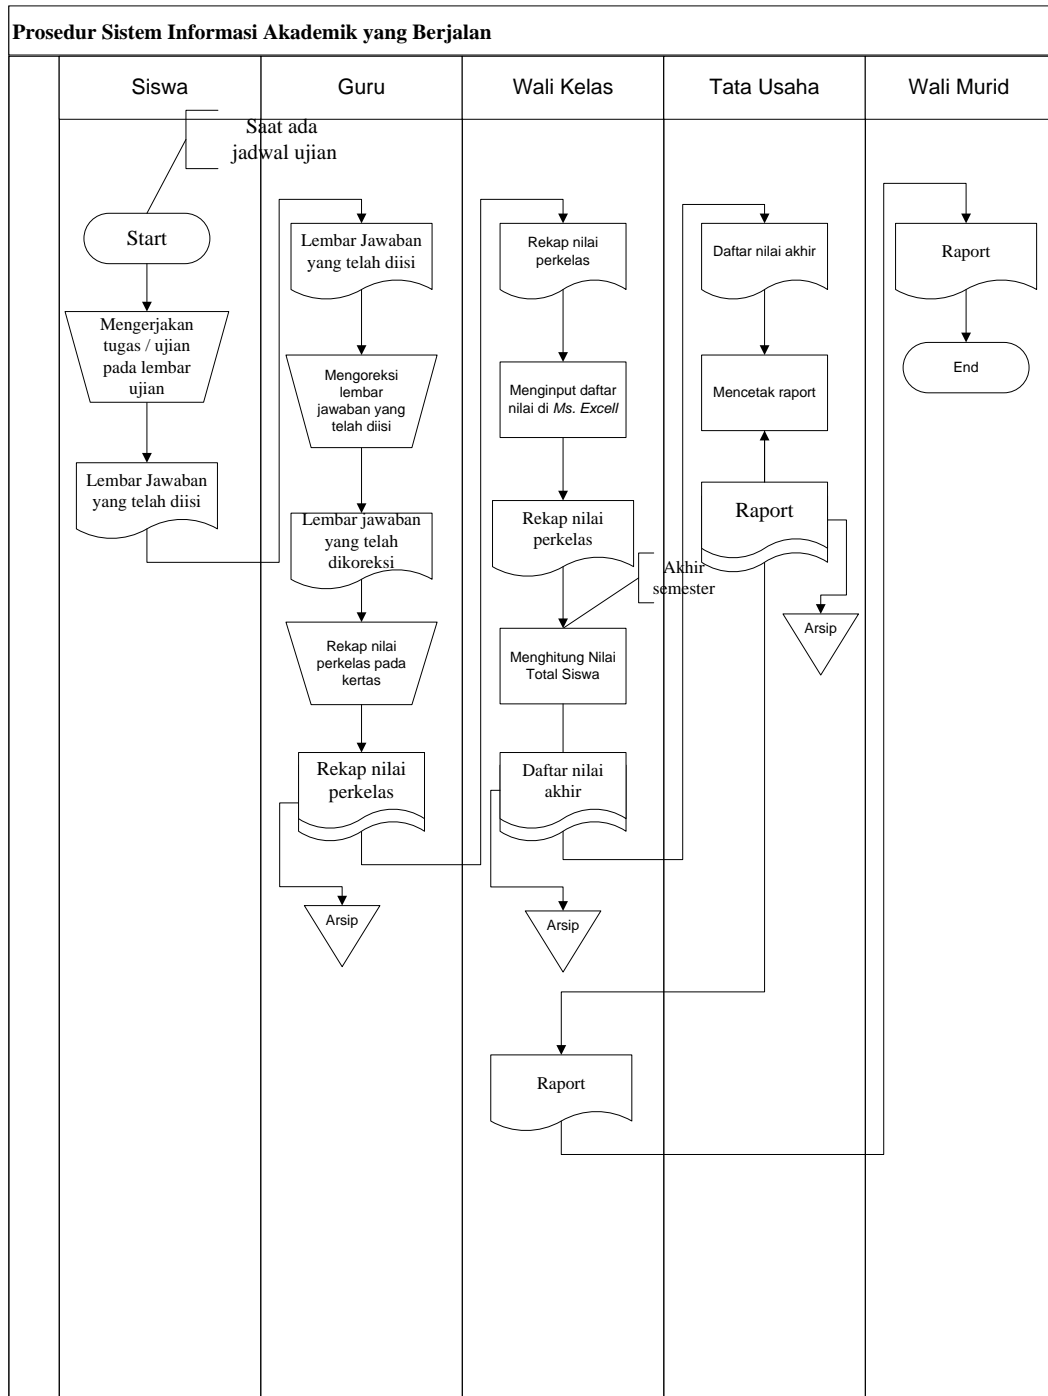 Prosedur Sistem Informasi Akademik yang Berjalan
Siswa
Guru
Wali Kelas
Tata Usaha
Wali Murid
Saat ada
jadwal ujian
Start
Mengerjakan
tugas / ujian
pada lembar
ujian
Lembar Jawaban
yang telah diisi
Lembar Jawaban
yang telah diisi
Mengoreksi
lembar
jawaban yang
telah diisi
Lembar jawaban
yang telah
dikoreksi
Rekap nilai
perkelas pada
kertas
Rekap nilai
perkelas
Arsip
Rekap nilai
perkelas
Menginput daftar
nilai di Ms. Excell
Rekap nilai
perkelas
Akhir
semester
Menghitung Nilai
Total Siswa
Daftar nilai
akhir
Arsip
Raport
Daftar nilai akhir
Mencetak raport
Raport
Arsip
Raport
End